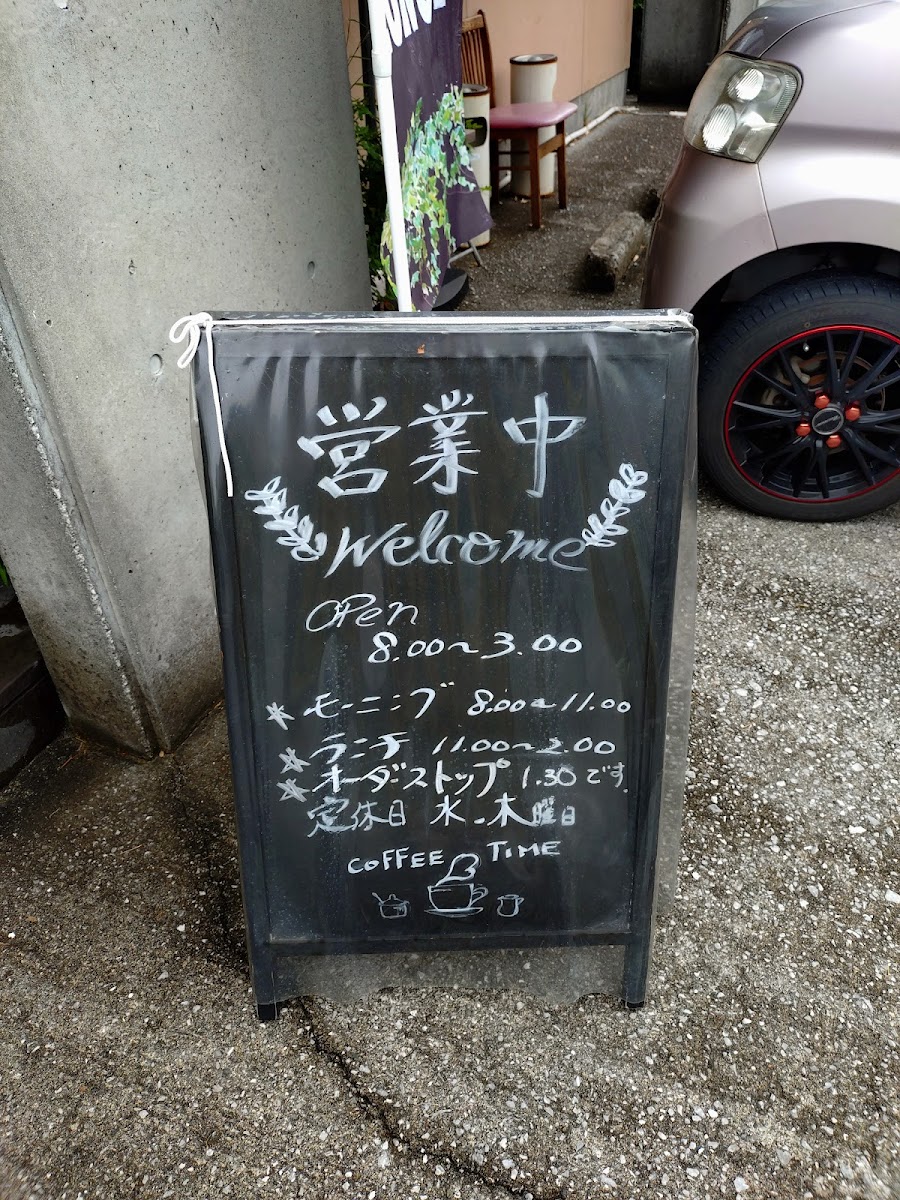 営業中
Welcome
OPen
8.00~3.00
☆モーニング 8.00~11.00
☆ランチ 11.00~2.00
☆オーダーストップ 1.30です
定休日 水-木曜日
COFFEE TIME